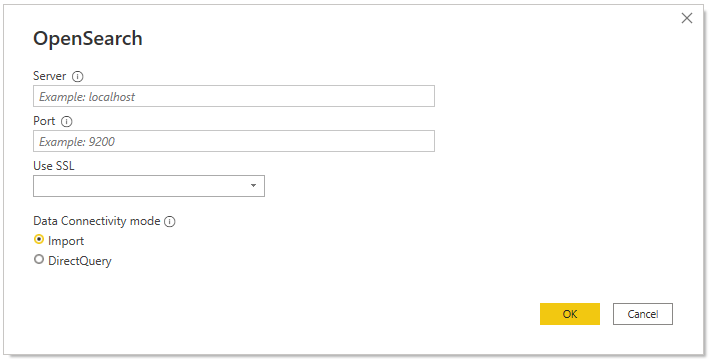 OpenSearch
Server
Example: localhost
Port
Example: 9200
Use SSL
Data Connectivity mode
Import
DirectQuery
OK Cancel